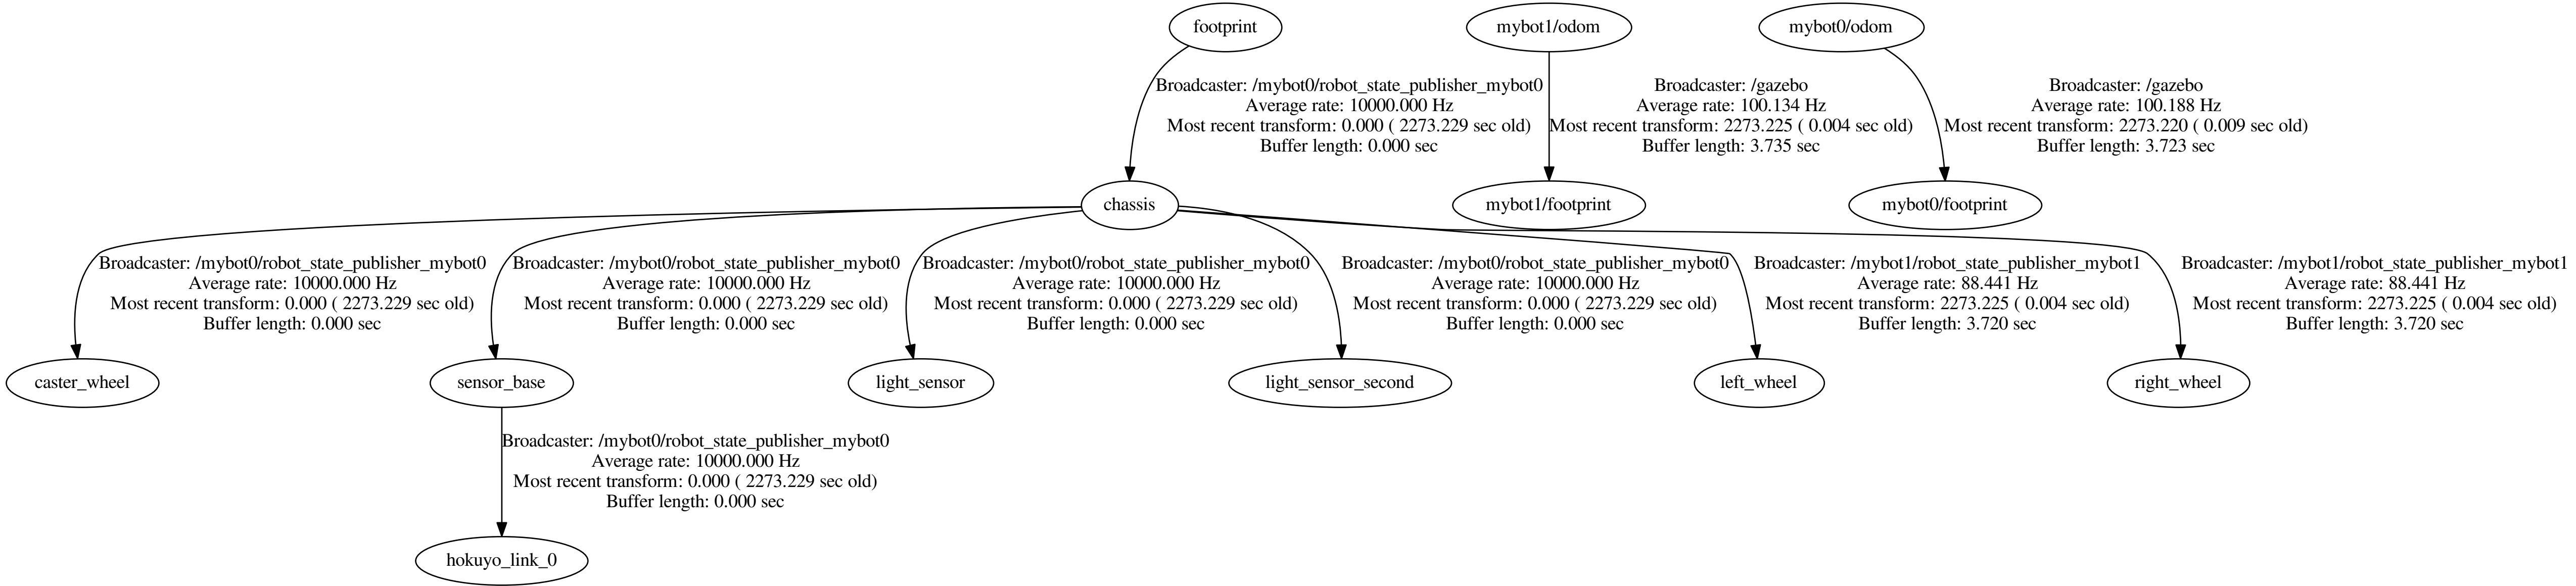 footprint
mybot1/odom
mybot0/odom
Broadcaster: /mybot0/robot_state_publisher_mybot0
Average rate: 10000.000 Hz
Most recent transform: 0.000 ( 2273.229 sec old)
Buffer length: 0.000 sec
Broadcaster: /gazebo
Average rate: 100.134 Hz
Most recent transform: 2273.225 ( 0.004 sec old)
Buffer length: 3.735 sec
Broadcaster: /gazebo
Average rate: 100.188 Hz
Most recent transform: 2273.220 ( 0.009 sec old)
Buffer length: 3.723 sec
chassis
mybot1/footprint
mybot0/footprint
Broadcaster: /mybot0/robot_state_publisher_mybot0
Average rate: 10000.000 Hz
Most recent transform: 0.000 ( 2273.229 sec old)
Buffer length: 0.000 sec
Broadcaster: /mybot0/robot_state_publisher_mybot0
Average rate: 10000.000 Hz
Most recent transform: 0.000 ( 2273.229 sec old)
Buffer length: 0.000 sec
Broadcaster: /mybot0/robot_state_publisher_mybot0
Average rate: 10000.000 Hz
Most recent transform: 0.000 ( 2273.229 sec old)
Buffer length: 0.000 sec
Broadcaster: /mybot0/robot_state_publisher_mybot0
Average rate: 10000.000 Hz
Most recent transform: 0.000 ( 2273.229 sec old)
Buffer length: 0.000 sec
Broadcaster: /mybot1/robot_state_publisher_mybot1
Average rate: 88.441 Hz
Most recent transform: 2273.225 ( 0.004 sec old)
Buffer length: 3.720 sec
Broadcaster: /mybot1/robot_state_publisher_mybot1
Average rate: 88.441 Hz
Most recent transform: 2273.225 ( 0.004 sec old)
Buffer length: 3.720 sec
caster_wheel
sensor_base
light_sensor
light_sensor_second
left_wheel
right_wheel
Broadcaster: /mybot0/robot_state_publisher_mybot0
Average rate: 10000.000 Hz
Most recent transform: 0.000 ( 2273.229 sec old)
Buffer length: 0.000 sec
hokuyo_link_0